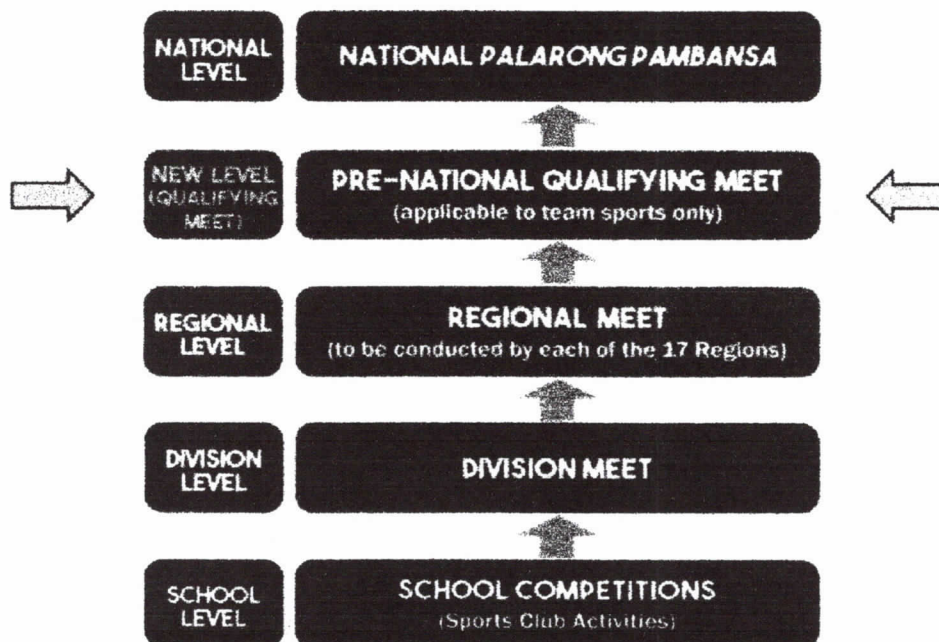 NATIONAL
LEVEL
NATIONAL PALARONG PAMBANSA
NEW LEVEL
(QUALIFYING
MEET)
PRE-NATIONAL QUALIFYING MEET
(applicable to team sports only)
REGIONAL
LEVEL
REGIONAL MEET
(to be conducted by each of the 17 Regions)
DIVISION
LEVEL
DIVISION MEET
SCHOOL
LEVEL
SCHOOL COMPETITIONS
(Sports Club Activities)